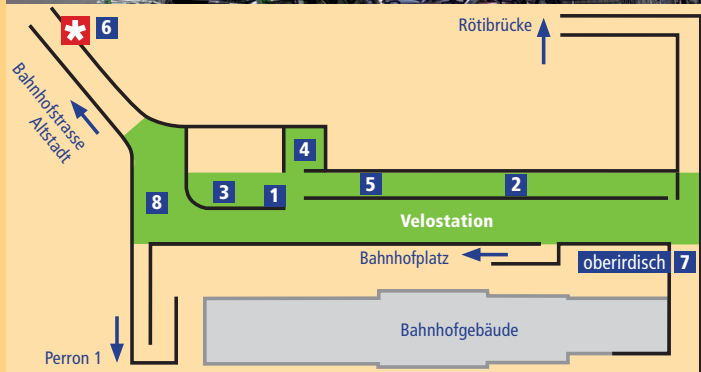 * 6
Rötibrücke
Bahnhofstrasse
Altstadt
4
3 1 5 2
8
Velostation
Bahnhofplatz
oberirdisch 7
Bahnhofgebäude
Perron 1